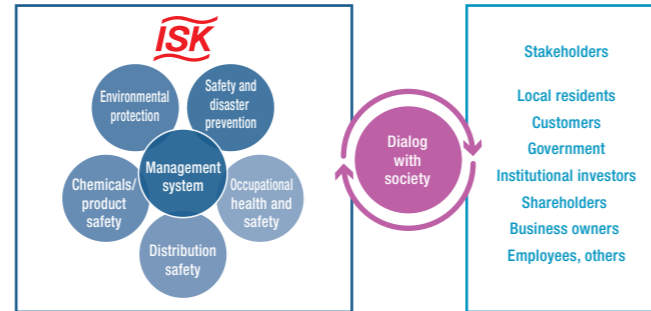 ISK
Environmental
protection
Safety and
disaster
prevention
Management
system
Chemicals/
product
safety
Occupational
health and
safety
Distribution
safety
Dialog
with
society
Stakeholders
Local residents
Customers
Government
Institutional investors
Shareholders
Business owners
Employees, others